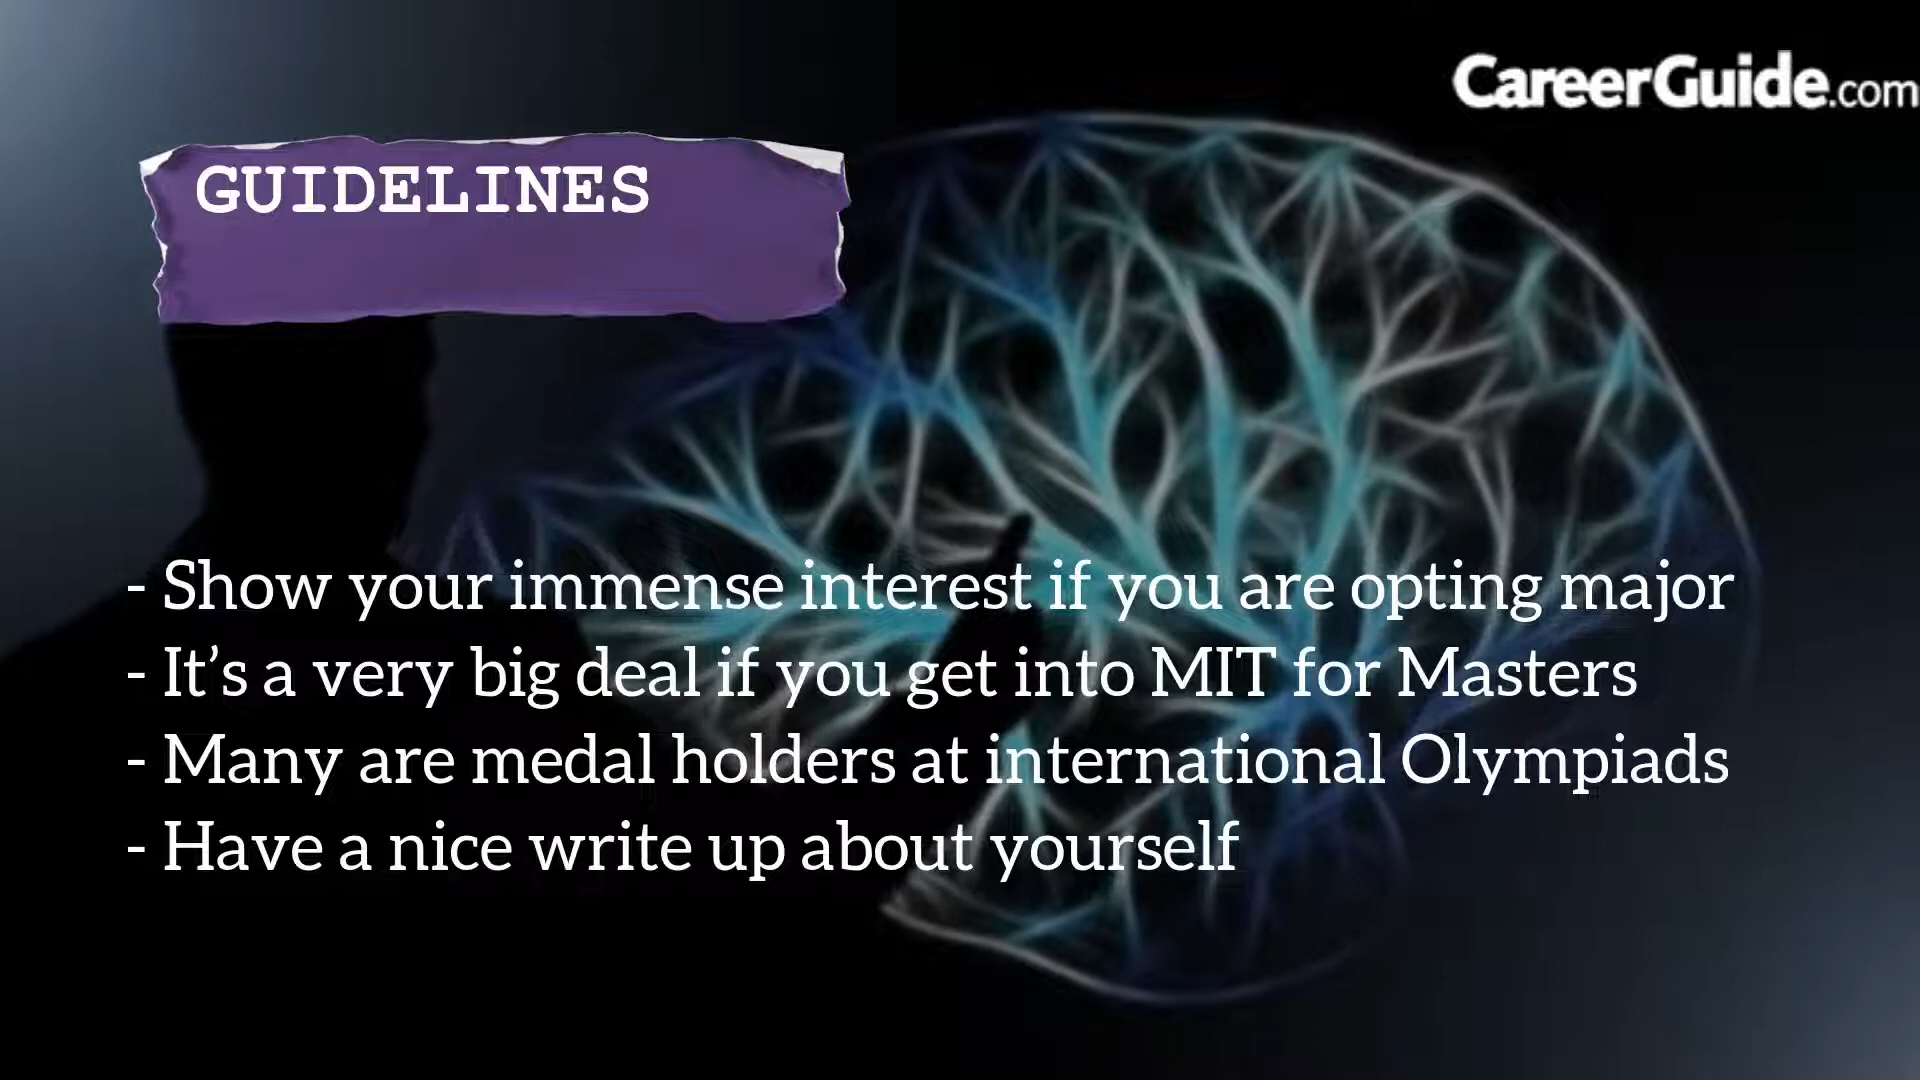 CareerGuide.com
GUIDELINES
- Show your immense interest if you are opting major
- It’s a very big deal if you get into MIT for Masters
- Many are medal holders at international Olympiads
- Have a nice write up about yourself